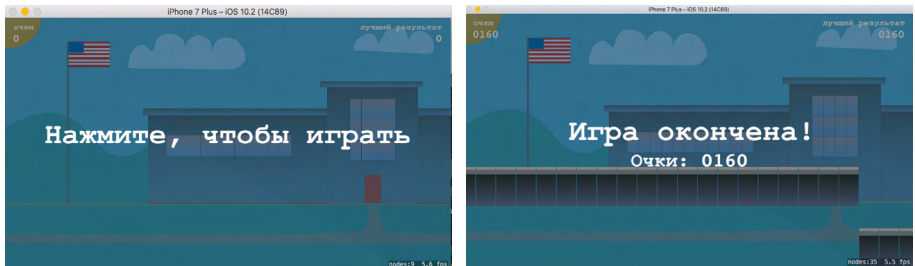 iPhone 7 Plus – iOS 10.2 (14C89)
очки
0
лучший результат
0
Нажмите, чтобы играть
nodes:9 5.6 fps
iPhone 7 Plus – iOS 10.2 (14C89)
очки
0160
лучший результат
0160
Игра окончена!
Очки: 0160
nodes:35 5.5 fps